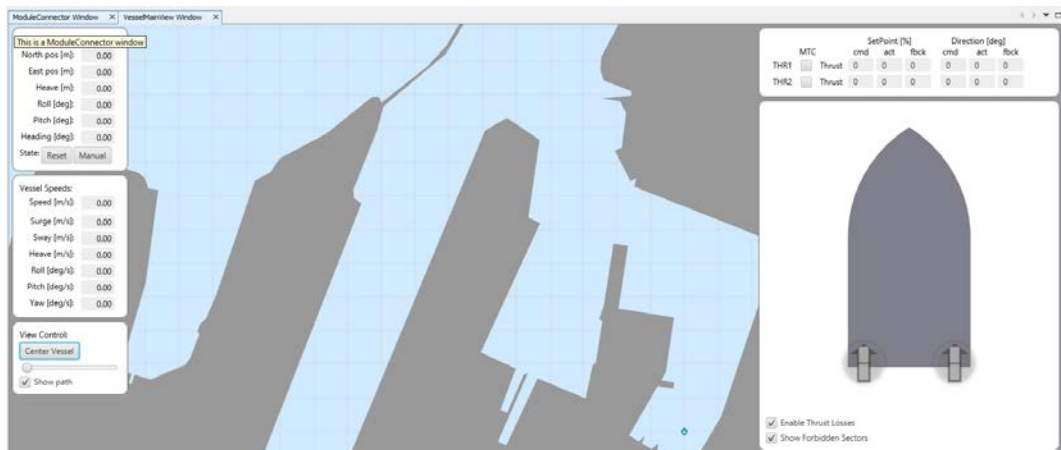 ModuleConnector Window X VesselMainView Window X
This is a ModuleConnector window
North pos [m]: 0.00
East pos [m]: 0.00
Heave [m]: 0.00
Roll [deg]: 0.00
Pitch [deg]: 0.00
Heading [deg]: 0.00
State: Reset Manual
Vessel Speeds:
Speed [m/s]: 0.00
Surge [m/s]: 0.00
Sway [m/s]: 0.00
Heave [m/s]: 0.00
Roll [deg/s]: 0.00
Pitch [deg/s]: 0.00
Yaw [deg/s]: 0.00
View Control:
Center Vessel
Show path
SetPoint [%] Direction [deg]
MTC cmd act fbck cmd act fbck
THR1 Thrust 0 0 0 0 0 0
THR2 Thrust 0 0 0 0 0 0
Enable Thrust Losses
Show Forbidden Sectors